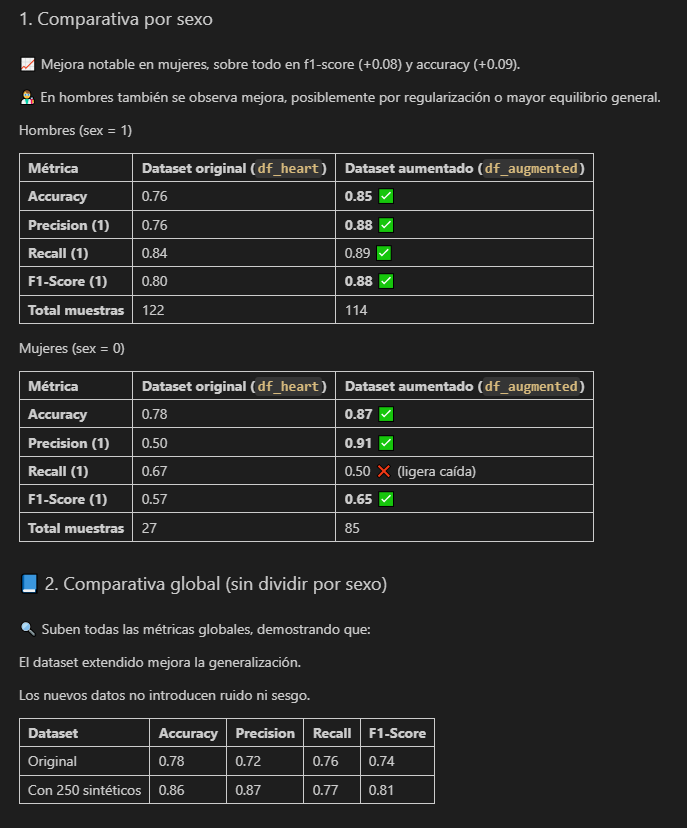 1. Comparativa por sexo
📈 Mejora notable en mujeres, sobre todo en f1-score (+0.08) y accuracy (+0.09).
👩‍🔬 En hombres también se observa mejora, posiblemente por regularización o mayor equilibrio general.
Hombres (sex = 1)
Métrica Dataset original (df_heart) Dataset aumentado (df_augmented)
Accuracy 0.76 0.85 ✅
Precision (1) 0.76 0.88 ✅
Recall (1) 0.84 0.89 ✅
F1-Score (1) 0.80 0.88 ✅
Total muestras 122 114
Mujeres (sex = 0)
Métrica Dataset original (df_heart) Dataset aumentado (df_augmented)
Accuracy 0.78 0.87 ✅
Precision (1) 0.50 0.91 ✅
Recall (1) 0.67 0.50 ❌ (ligera caída)
F1-Score (1) 0.57 0.65 ✅
Total muestras 27 85
📘 2. Comparativa global (sin dividir por sexo)
🔍 Suben todas las métricas globales, demostrando que:
El dataset extendido mejora la generalización.
Los nuevos datos no introducen ruido ni sesgo.
Dataset Accuracy Precision Recall F1-Score
Original 0.78 0.72 0.76 0.74
Con 250 sintéticos 0.86 0.87 0.77 0.81